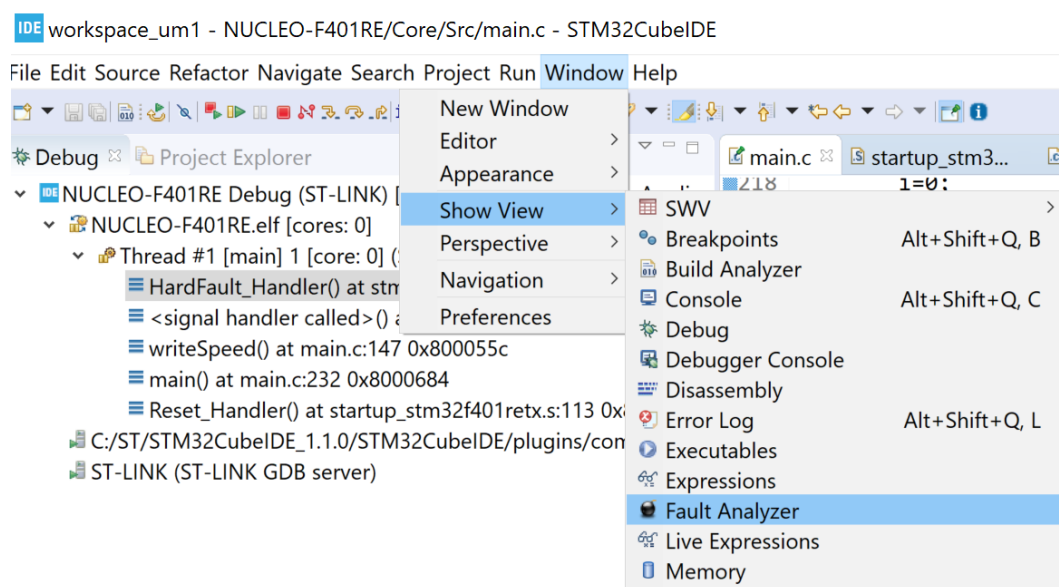 IDE workspace_um1 - NUCLEO-F401RE/Core/Src/main.c - STM32CubeIDE
File Edit Source Refactor Navigate Search Project Run Window Help
New Window
Editor
Appearance
Show View
Perspective
Navigation
Preferences
Debug Project Explorer
main.c startup_stm3...
218 i=0;
IDE NUCLEO-F401RE Debug (ST-LINK) [
NUCLEO-F401RE.elf [cores: 0]
Thread #1 [main] 1 [core: 0] (
HardFault_Handler() at stm
<signal handler called>() a
writeSpeed() at main.c:147 0x800055c
main() at main.c:232 0x8000684
Reset_Handler() at startup_stm32f401retx.s:113 0x8
C:/ST/STM32CubeIDE_1.1.0/STM32CubeIDE/plugins/com
ST-LINK (ST-LINK GDB server)
SWV
Breakpoints Alt+Shift+Q, B
Build Analyzer
Console Alt+Shift+Q, C
Debug
Debugger Console
Disassembly
Error Log Alt+Shift+Q, L
Executables
Expressions
Fault Analyzer
Live Expressions
Memory